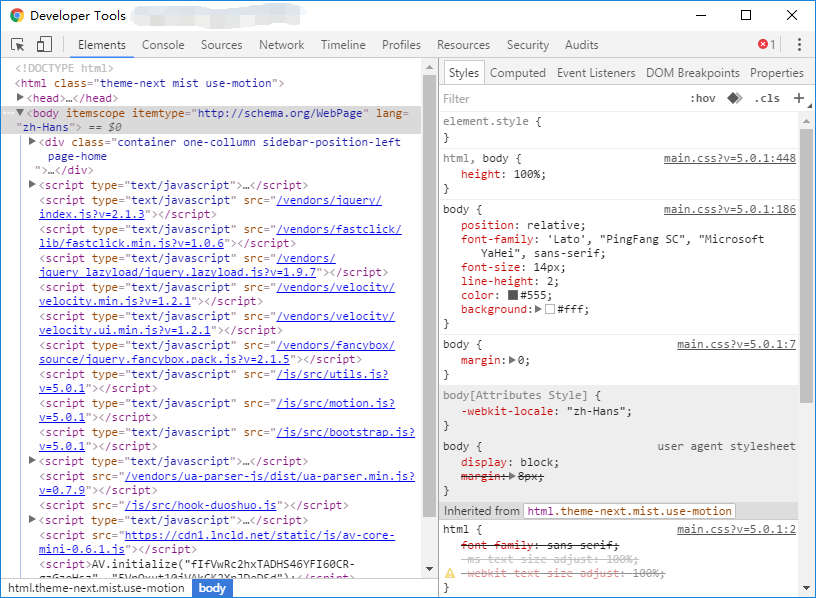 Developer Tools
Elements Console Sources Network Timeline Profiles Resources Security Audits 1
<!DOCTYPE html>
<html class="theme-next mist use-motion">
<head>…</head>
<body itemscope itemtype="http://schema.org/WebPage" lang=
"zh-Hans"> == $0
<div class="container one-collumn sidebar-position-left
page-home
">…</div>
<script type="text/javascript">…</script>
<script type="text/javascript" src="/vendors/jquery/
index.js?v=2.1.3"></script>
<script type="text/javascript" src="/vendors/fastclick/
lib/fastclick.min.js?v=1.0.6"></script>
<script type="text/javascript" src="/vendors/
jquery_lazyload/jquery.lazyload.js?v=1.9.7"></script>
<script type="text/javascript" src="/vendors/velocity/
velocity.min.js?v=1.2.1"></script>
<script type="text/javascript" src="/vendors/velocity/
velocity.ui.min.js?v=1.2.1"></script>
<script type="text/javascript" src="/vendors/fancybox/
source/jquery.fancybox.pack.js?v=2.1.5"></script>
<script type="text/javascript" src="/js/src/utils.js?
v=5.0.1"></script>
<script type="text/javascript" src="/js/src/motion.js?
v=5.0.1"></script>
<script type="text/javascript" src="/js/src/bootstrap.js?
v=5.0.1"></script>
<script type="text/javascript">…</script>
<script src="/vendors/ua-parser-js/dist/ua-parser.min.js?
v=0.7.9"></script>
<script src="/js/src/hook-duoshuo.js"></script>
<script type="text/javascript">…</script>
<script src="https://cdn1.lncld.net/static/js/av-core-
mini-0.6.1.js"></script>
<script>AV.initialize("fIfVwRc2hxTADHS46YFI60CR-
html.theme-next.mist.use-motion body
Styles Computed Event Listeners DOM Breakpoints Properties
Filter :hov .cls +
element.style {
}
html, body { main.css?v=5.0.1:448
height: 100%;
}
body { main.css?v=5.0.1:186
position: relative;
font-family: 'Lato', "PingFang SC", "Microsoft
YaHei", sans-serif;
font-size: 14px;
line-height: 2;
color: #555;
background: #fff;
}
body { main.css?v=5.0.1:7
margin: 0;
}
body[Attributes Style] {
-webkit-locale: "zh-Hans";
}
body { user agent stylesheet
display: block;
margin: 8px;
}
Inherited from html.theme-next.mist.use-motion
html { main.css?v=5.0.1:2
font-family: sans-serif;
-ms-text-size-adjust: 100%;
-webkit-text-size-adjust: 100%;
}